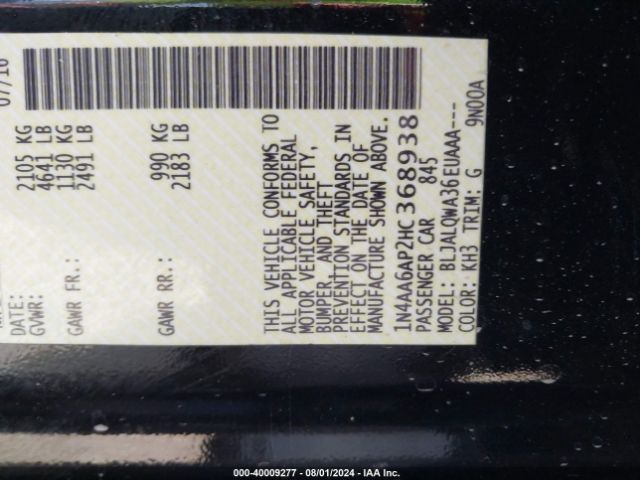 07/16
DATE:
GVWR: 2105 KG
4641 LB
GAWR FR.: 1130 KG
2491 LB
GAWR RR.: 990 KG
2183 LB
THIS VEHICLE CONFORMS TO
ALL APPLICABLE FEDERAL
MOTOR VEHICLE SAFETY,
BUMPER, AND THEFT
PREVENTION STANDARDS IN
EFFECT ON THE DATE OF
MANUFACTURE SHOWN ABOVE.
1N4AA6AP2HC368938
PASSENGER CAR 845
MODEL: BLJALQWA36EUAAA---
COLOR: KH3 TRIM: G 9N00A
000-40009277 - 08/01/2024 - IAA Inc.